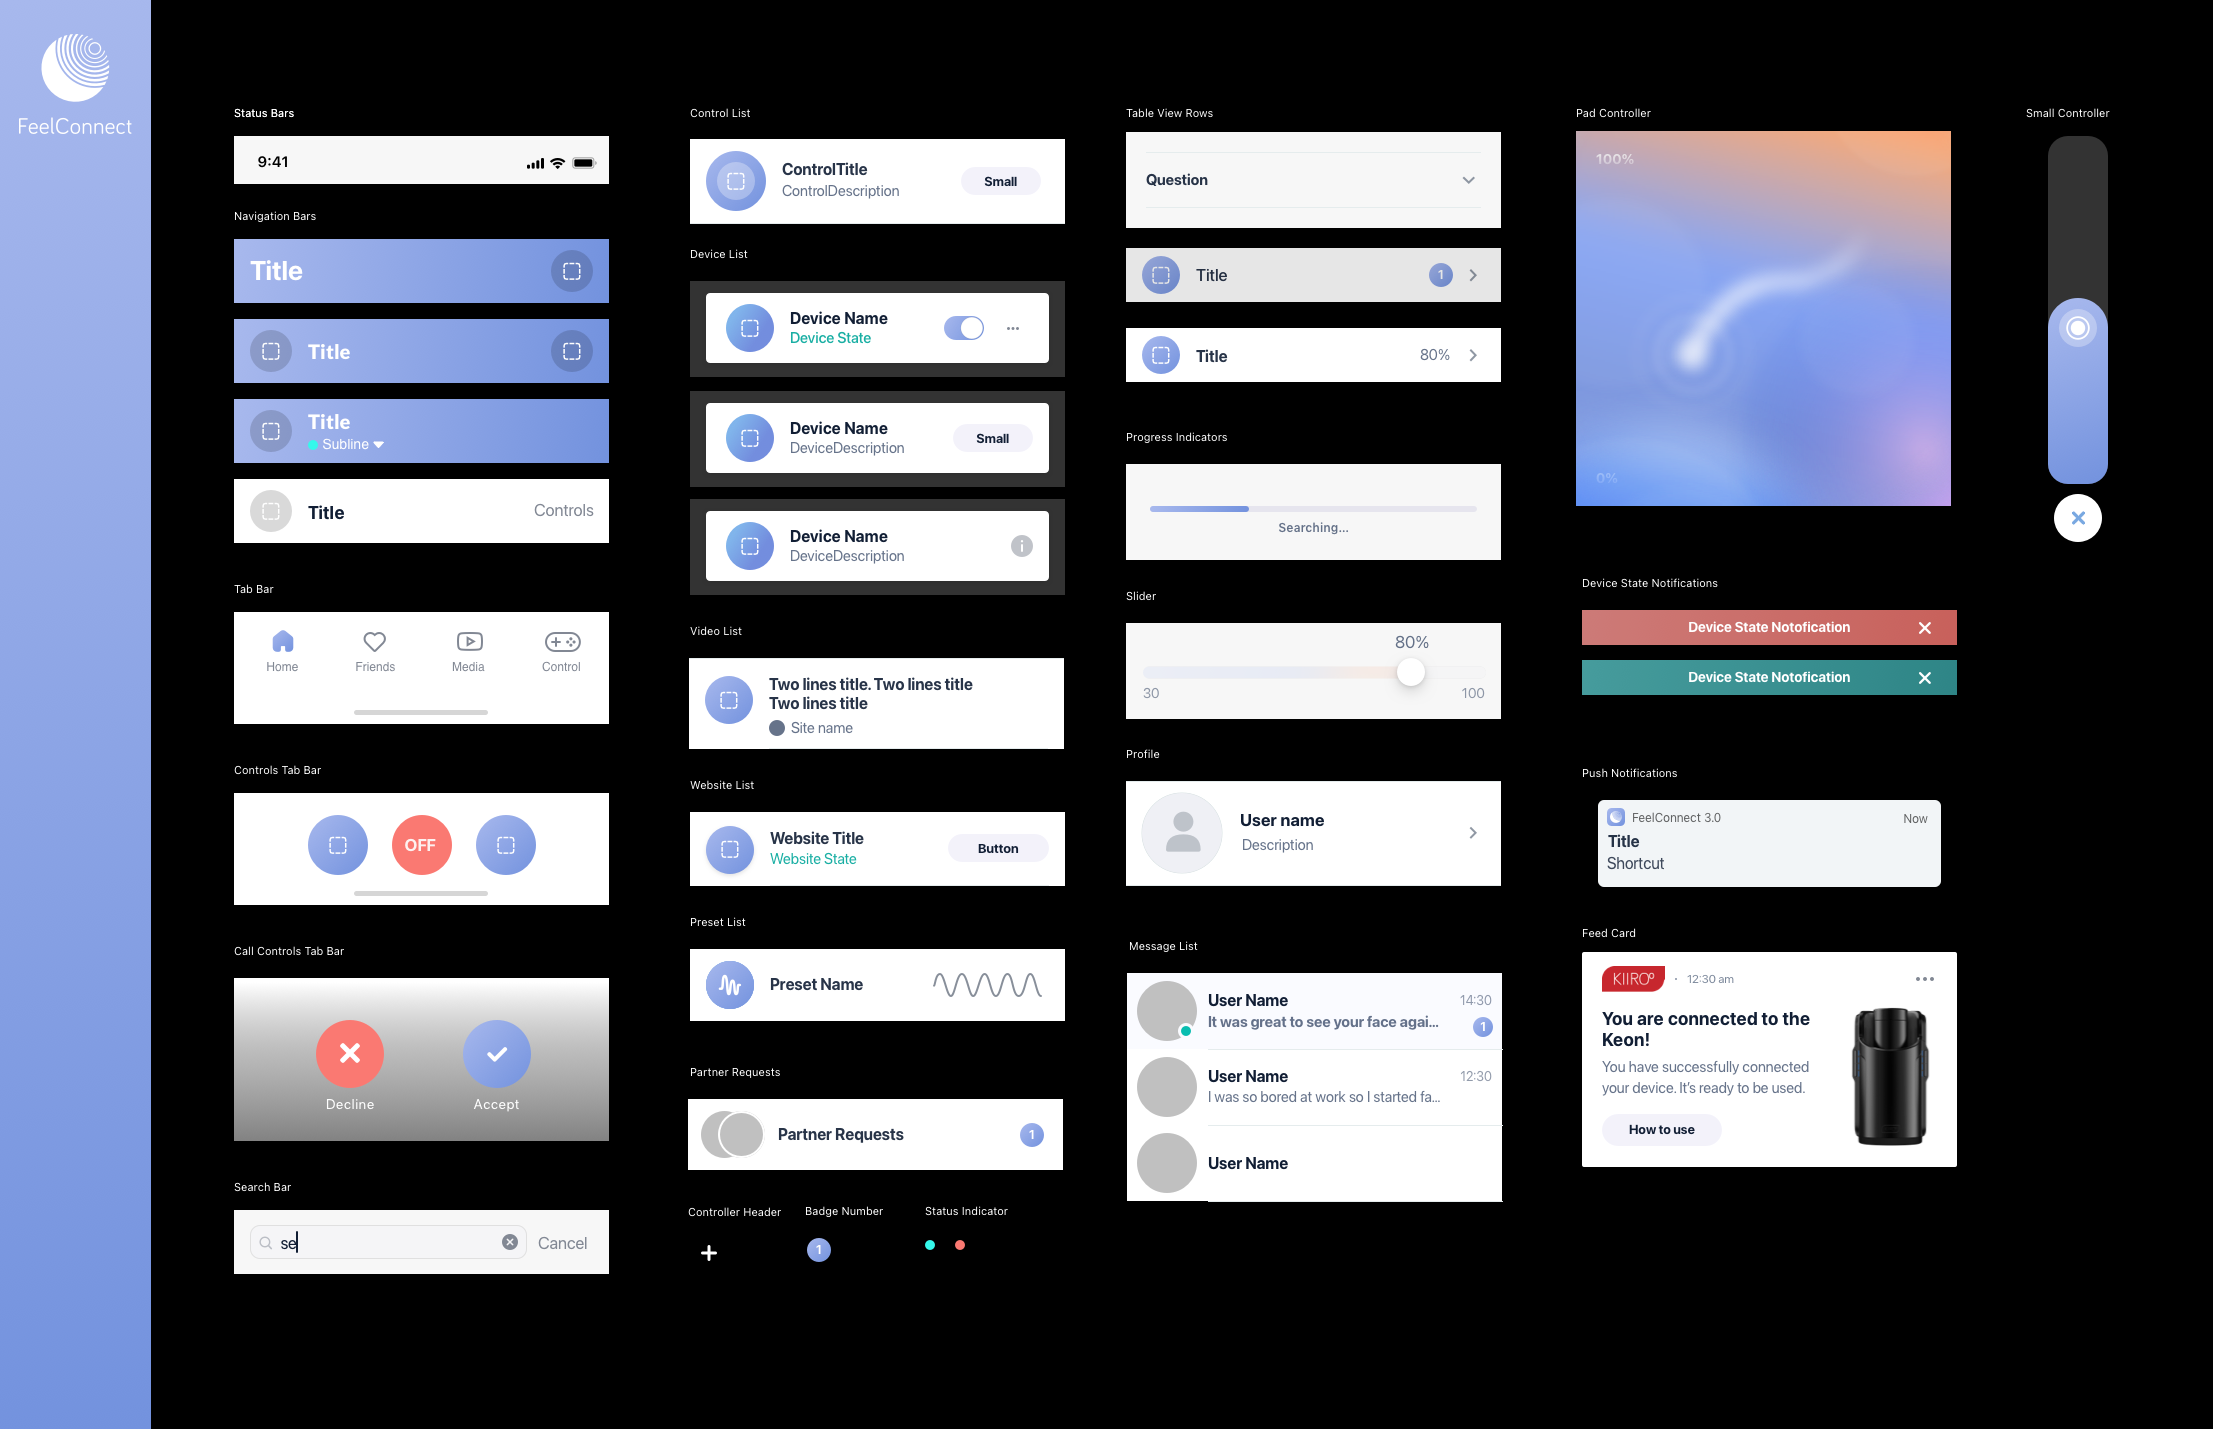 FeelConnect
Status Bars
9:41
Navigation Bars
Title
Title
Title
Subline
Title
Controls
Tab Bar
Home
Friends
Media
Control
Controls Tab Bar
OFF
Call Controls Tab Bar
Decline
Accept
Search Bar
se
Cancel
Control List
ControlTitle
ControlDescription
Small
Device List
Device Name
Device State
Device Name
DeviceDescription
Small
Device Name
DeviceDescription
Video List
Two lines title. Two lines title
Two lines title
Site name
Website List
Website Title
Website State
Button
Preset List
Preset Name
Partner Requests
Partner Requests
1
Controller Header
Badge Number
1
Status Indicator
Table View Rows
Question
Title
1
Title
80%
Progress Indicators
Searching...
Slider
80%
30
100
Profile
User name
Description
Message List
User Name
14:30
It was great to see your face agai...
1
User Name
12:30
I was so bored at work so I started fa...
User Name
Pad Controller
100%
0%
Small Controller
Device State Notifications
Device State Notofication
Device State Notofication
Push Notifications
FeelConnect 3.0
Now
Title
Shortcut
Feed Card
KIIROO
· 12:30 am
You are connected to the
Keon!
You have successfully connected
your device. It's ready to be used.
How to use